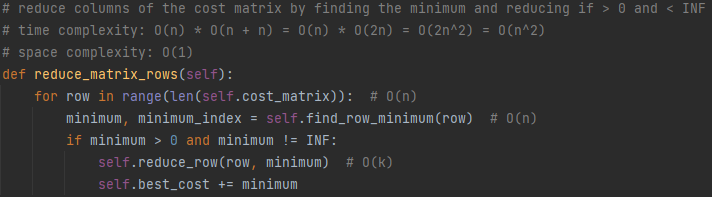 # reduce columns of the cost matrix by finding the minimum and reducing if > 0 and < INF
# time complexity: O(n) * O(n + n) = O(n) * O(2n) = O(2n^2) = O(n^2)
# space complexity: O(1)
def reduce_matrix_rows(self):
    for row in range(len(self.cost_matrix)):  # O(n)
        minimum, minimum_index = self.find_row_minimum(row)  # O(n)
        if minimum > 0 and minimum != INF:
            self.reduce_row(row, minimum)  # O(k)
            self.best_cost += minimum